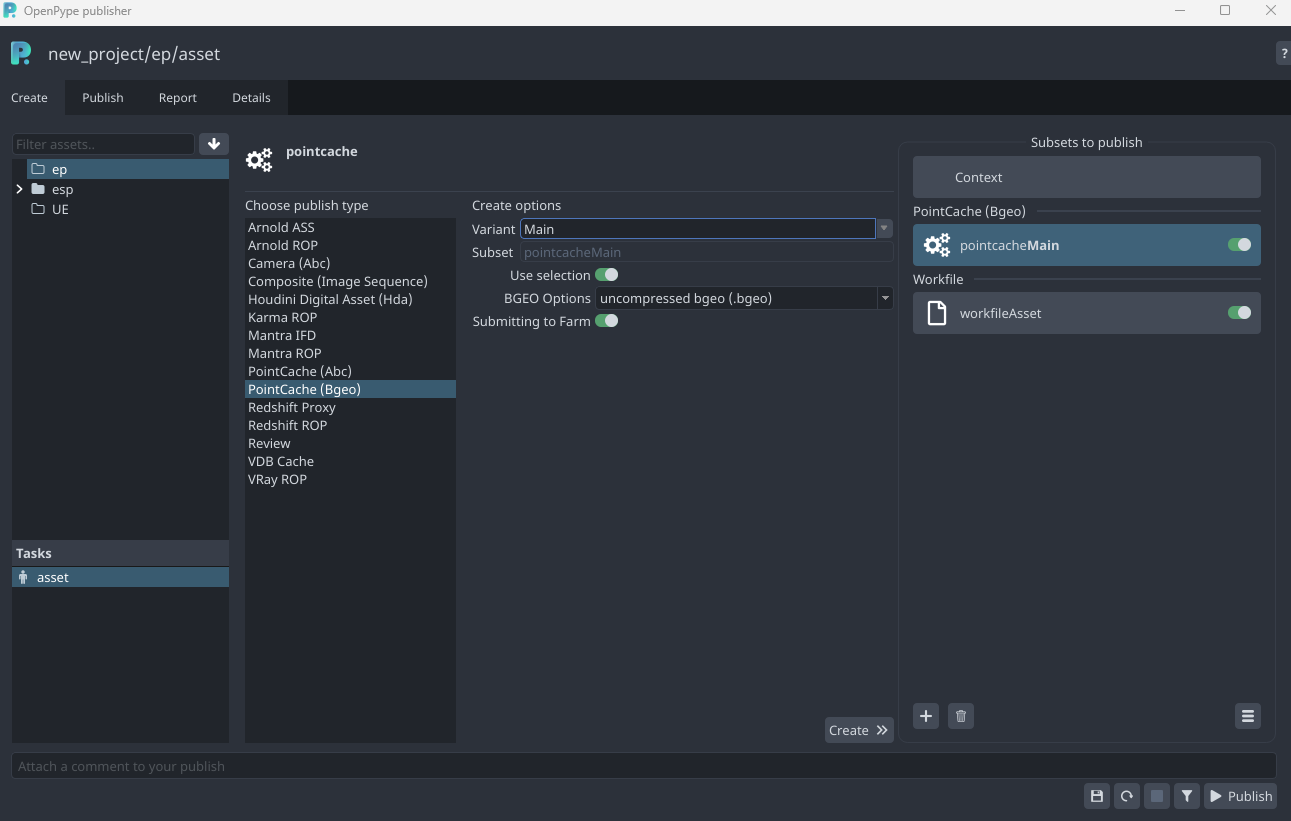 OpenPype publisher
new_project/ep/asset
?
Create
Publish
Report
Details
Filter assets..
ep
esp
UE
Tasks
asset
pointcache
Choose publish type
Arnold ASS
Arnold ROP
Camera (Abc)
Composite (Image Sequence)
Houdini Digital Asset (Hda)
Karma ROP
Mantra IFD
Mantra ROP
PointCache (Abc)
PointCache (Bgeo)
Redshift Proxy
Redshift ROP
Review
VDB Cache
VRay ROP
Create options
Variant Main
Subset pointcacheMain
Use selection
BGEO Options uncompressed bgeo (.bgeo)
Submitting to Farm
Create
Subsets to publish
Context
PointCache (Bgeo)
pointcacheMain
Workfile
workfileAsset
Attach a comment to your publish
Publish